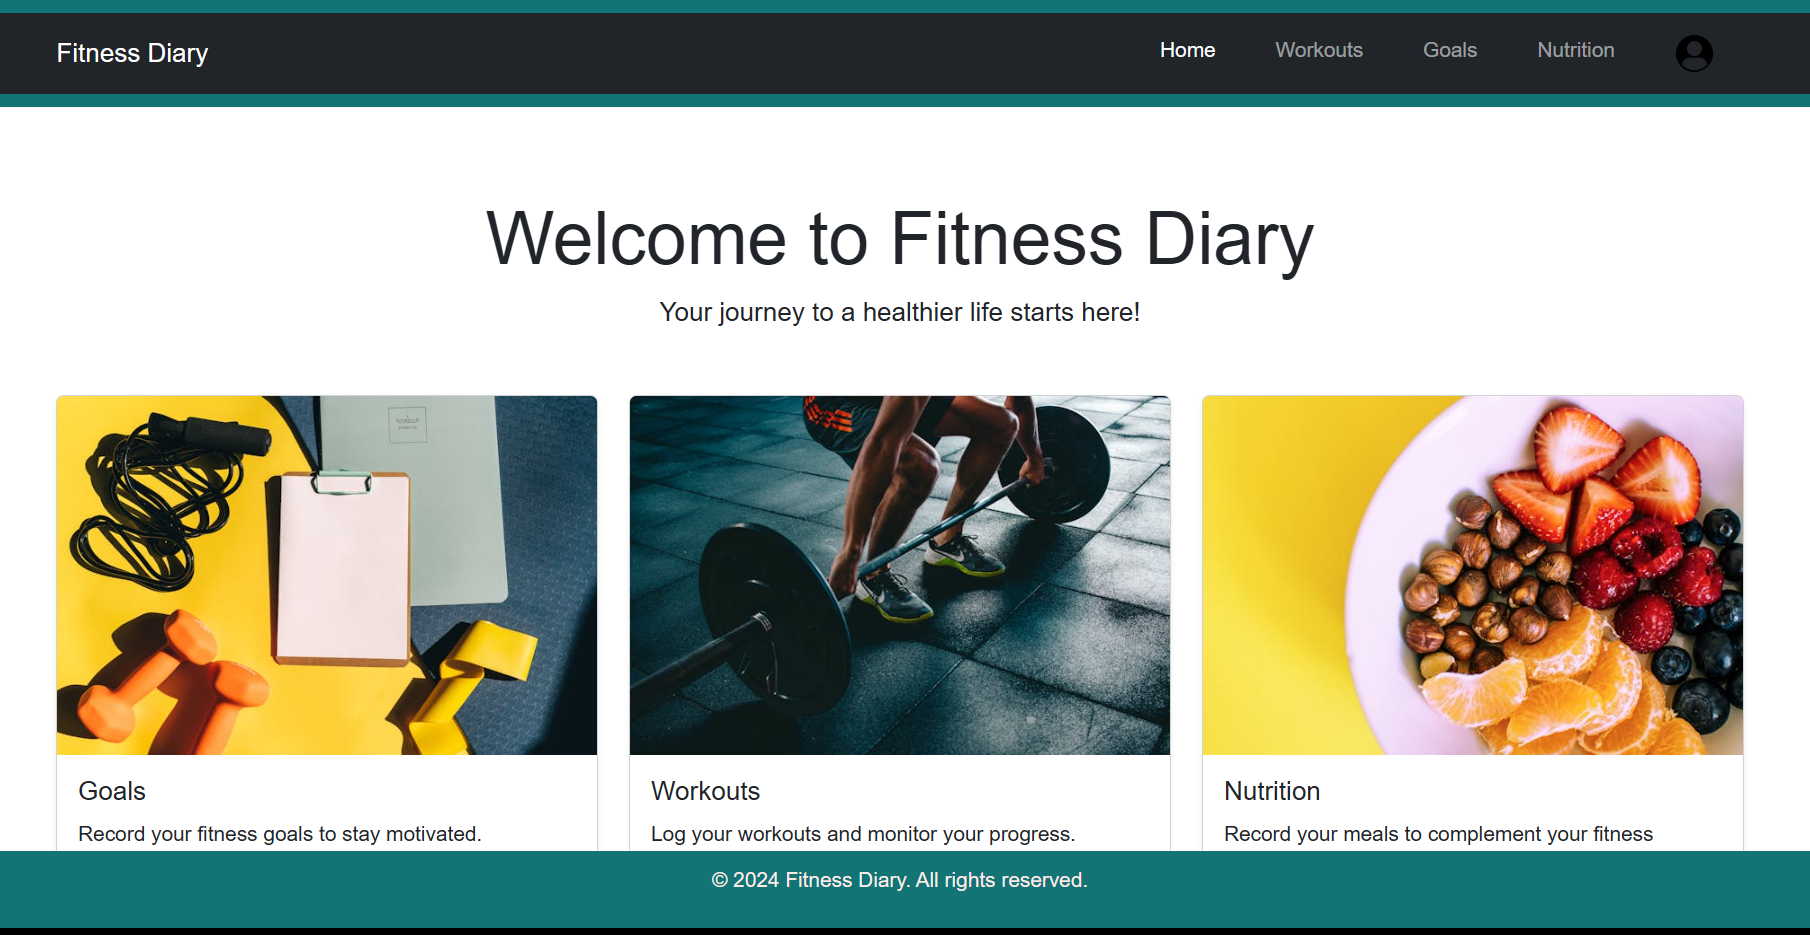 Fitness Diary
Home Workouts Goals Nutrition
Welcome to Fitness Diary
Your journey to a healthier life starts here!
Goals
Record your fitness goals to stay motivated.
Workouts
Log your workouts and monitor your progress.
Nutrition
Record your meals to complement your fitness
© 2024 Fitness Diary. All rights reserved.